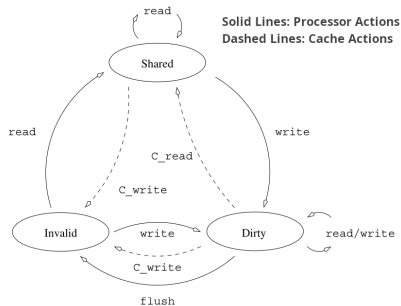 read
Solid Lines: Processor Actions
Dashed Lines: Cache Actions
Shared
read
write
C_read
C_write
Invalid
write
Dirty
read/write
C_write
flush